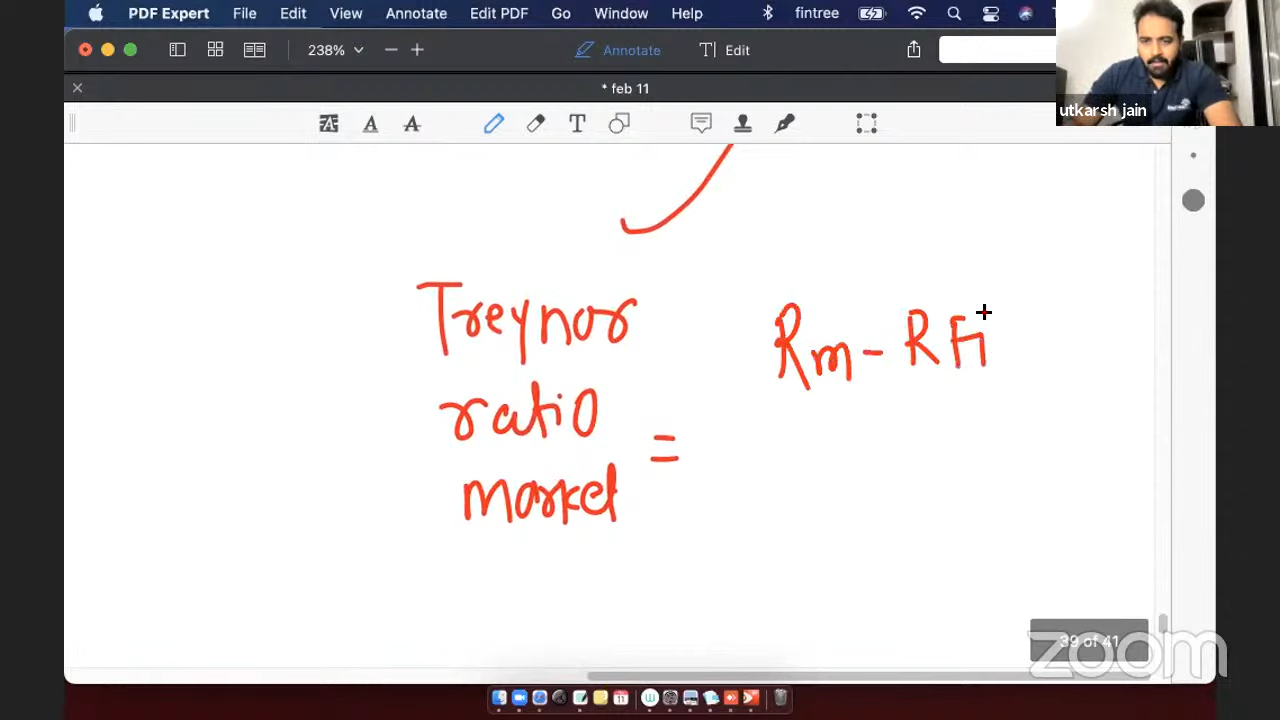 PDF Expert File Edit View Annotate Edit PDF Go Window Help fintree
238% Annotate T Edit
utkarsh jain
* feb 11
A A A T
Treynor
Rm - RF
ratio
=
market
39 of 41
zoom